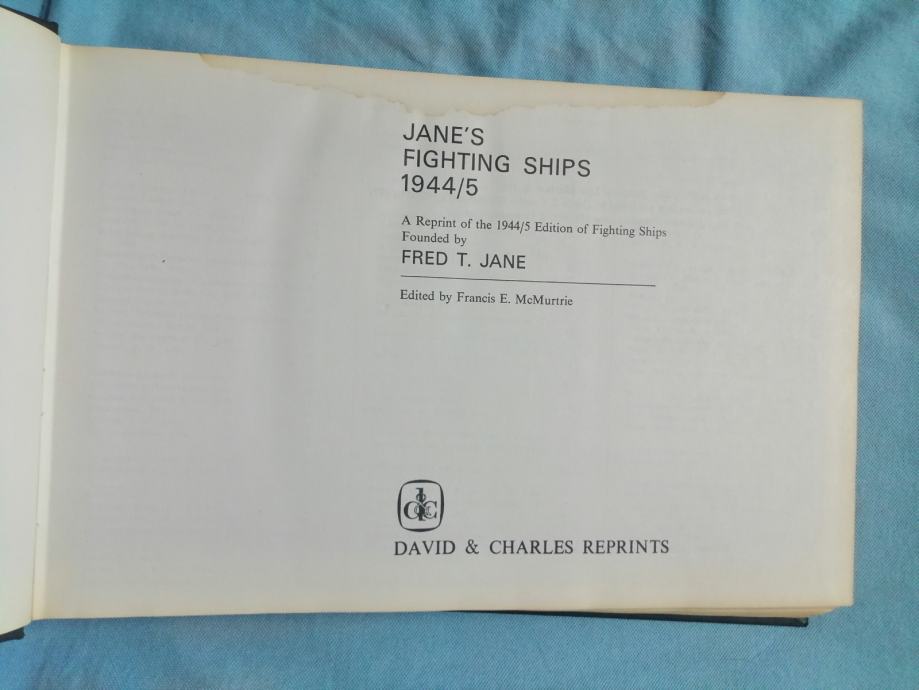 JANE'S
FIGHTING SHIPS
1944/5
A Reprint of the 1944/5 Edition of Fighting Ships
Founded by
FRED T. JANE
Edited by Francis E. McMurtrie
DAVID & CHARLES REPRINTS